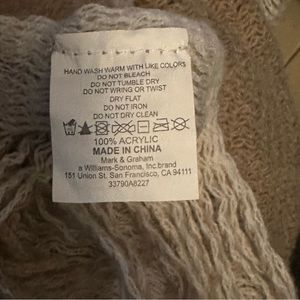 HAND WASH WARM WITH LIKE COLORS
DO NOT BLEACH
DO NOT TUMBLE DRY
DO NOT WRING OR TWIST
DRY FLAT
DO NOT IRON
DO NOT DRY CLEAN
100% ACRYLIC
MADE IN CHINA
Mark & Graham
a Williams-Sonoma, Inc.brand
151 Union St. San Francisco, CA 94111
33790A8227